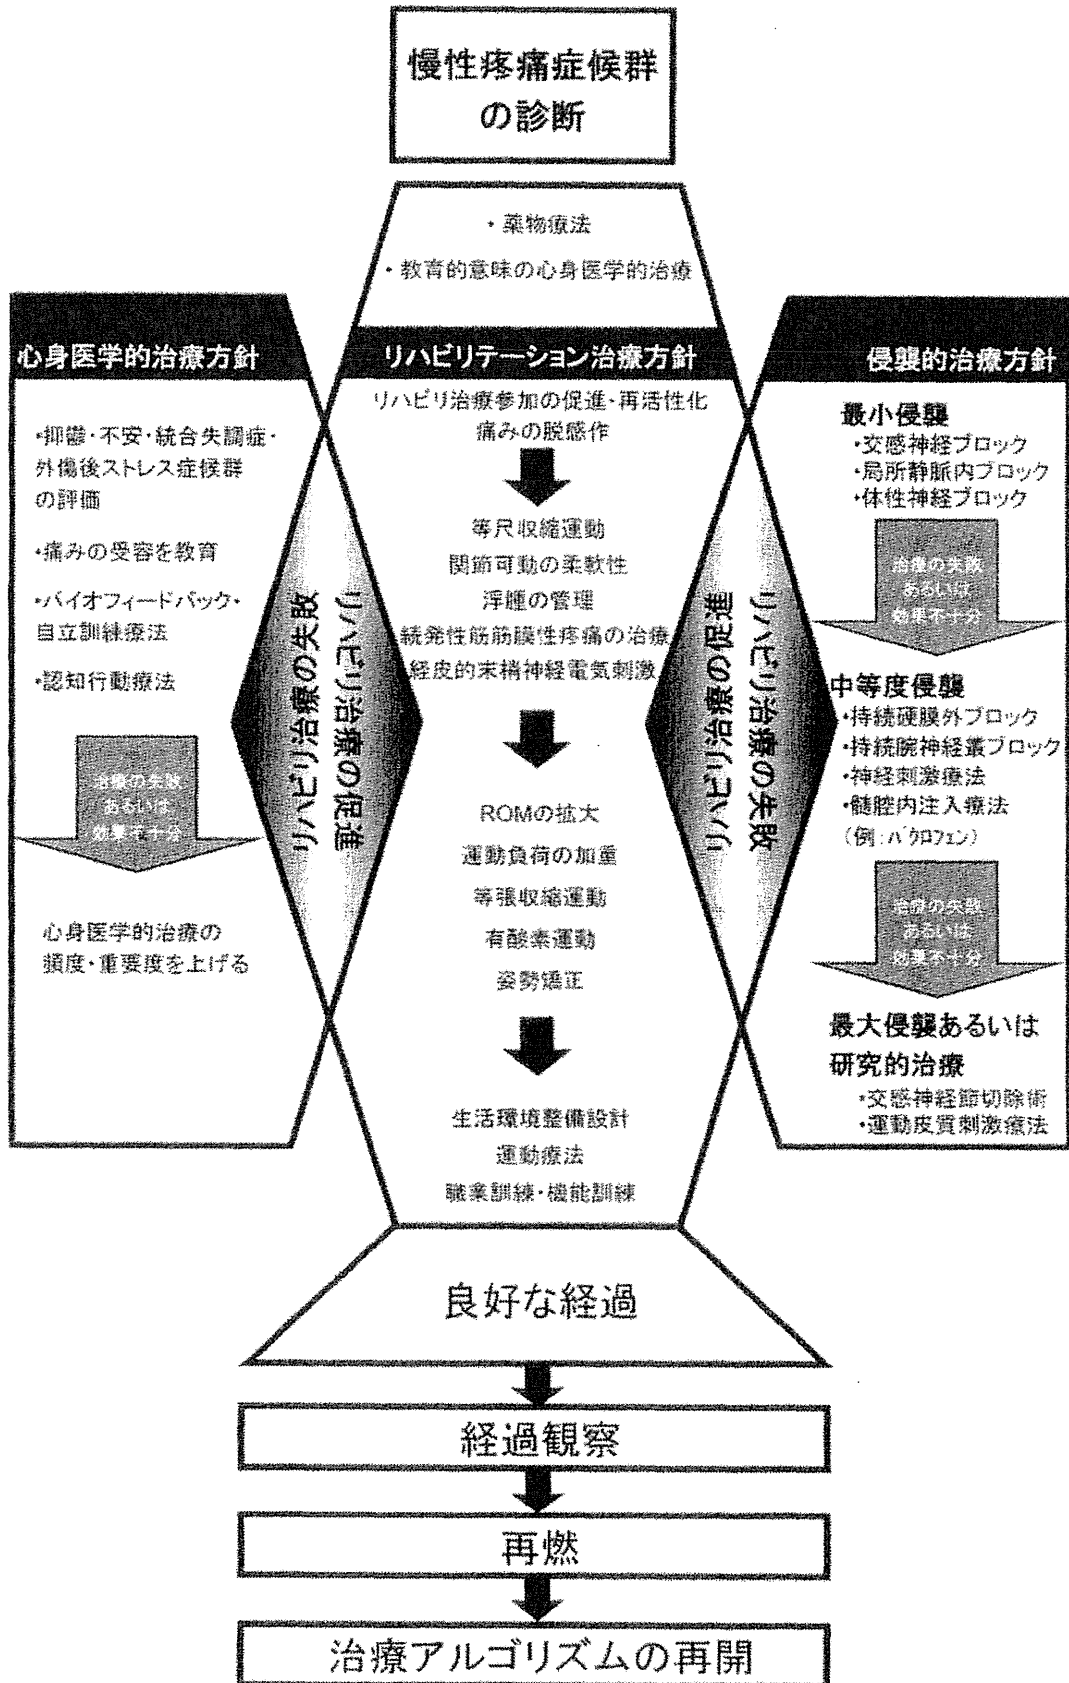 慢性疼痛症候群
の診断
・薬物療法
・教育的意味の心身医学的治療
心身医学的治療方針
・抑鬱・不安・統合失調症・
外傷後ストレス症候群
の評価
・痛みの受容を教育
・バイオフィードバック・
自立訓練療法
・認知行動療法
治療の失敗
あるいは
効果不十分
心身医学的治療の
頻度・重要度を上げる
リハビリ治療の失敗
リハビリ治療の促進
リハビリテーション治療方針
リハビリ治療参加の促進・再活性化
痛みの脱感作
等尺収縮運動
関節可動の柔軟性
浮腫の管理
続発性筋筋膜性疼痛の治療
経皮的末梢神経電気刺激
ROMの拡大
運動負荷の加重
等張収縮運動
有酸素運動
姿勢矯正
生活環境整備設計
運動療法
職業訓練・機能訓練
リハビリ治療の促進
リハビリ治療の失敗
侵襲的治療方針
最小侵襲
・交感神経ブロック
・局所静脈内ブロック
・体性神経ブロック
治療の失敗
あるいは
効果不十分
中等度侵襲
・持続硬膜外ブロック
・持続腕神経叢ブロック
・神経刺激療法
・髄腔内注入療法
(例:バクロフェン)
治療の失敗
あるいは
効果不十分
最大侵襲あるいは
研究的治療
・交感神経節切除術
・運動皮質刺激療法
良好な経過
経過観察
再燃
治療アルゴリズムの再開